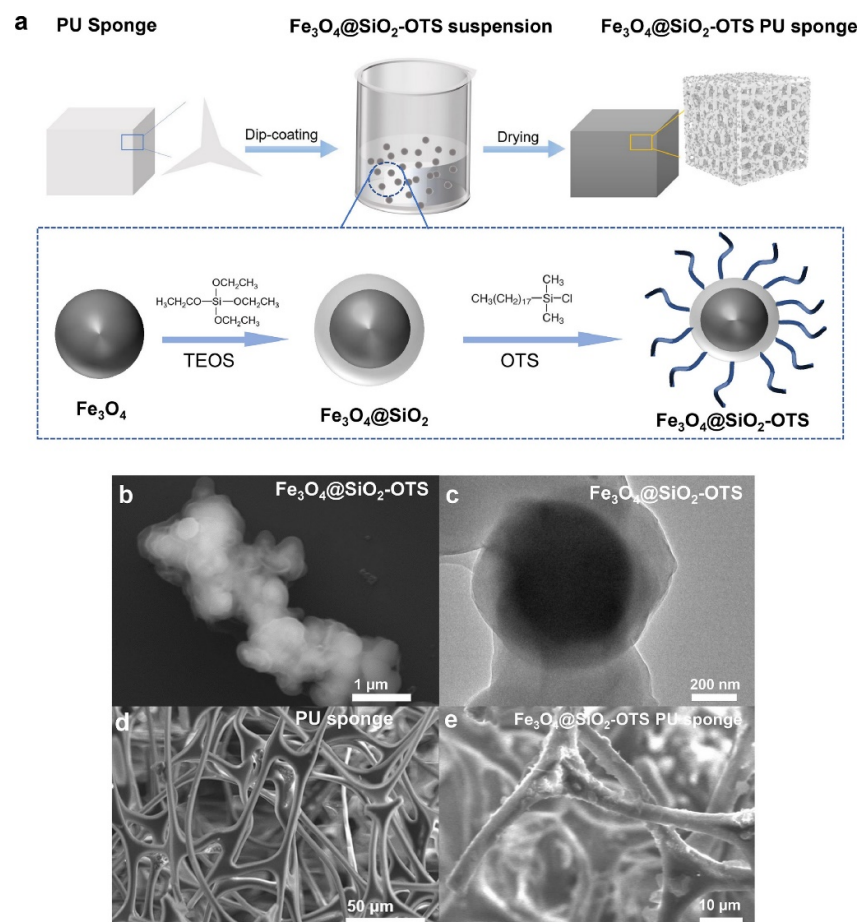 a
PU Sponge
Fe₃O₄@SiO₂-OTS suspension
Fe₃O₄@SiO₂-OTS PU sponge
Dip-coating
Drying
OCH₂CH₃
H₃CH₂CO—Si—OCH₂CH₃
OCH₂CH₃
TEOS
CH₃
CH₃(CH₂)₁₇—Si—Cl
CH₃
OTS
Fe₃O₄
Fe₃O₄@SiO₂
Fe₃O₄@SiO₂-OTS
b
Fe₃O₄@SiO₂-OTS
1 µm
c
Fe₃O₄@SiO₂-OTS
200 nm
d
PU sponge
50 µm
e
Fe₃O₄@SiO₂-OTS PU sponge
10 µm